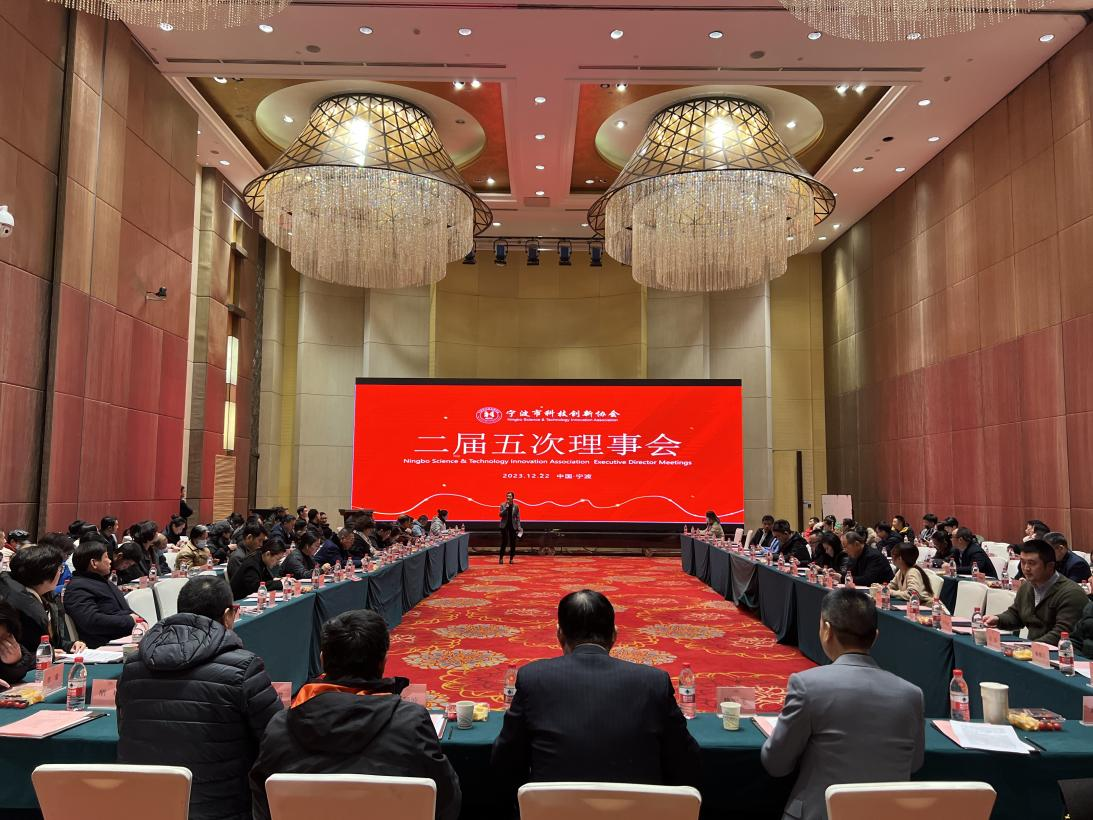 宁波市科技创新协会
Ningbo Science & Technology Innovation Association
二届五次理事会
Ningbo Science & Technology Innovation Association Executive Director Meetings
2023.12.22 中国·宁波